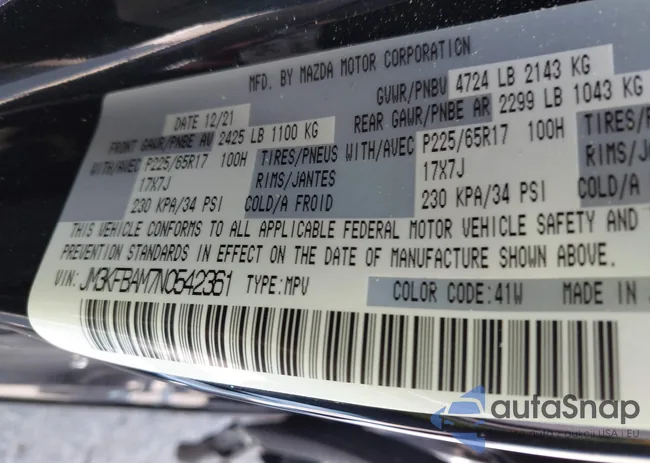 MFD. BY MAZDA MOTOR CORPORATION
DATE 12/21 GVWR/PNBV 4724 LB 2143 KG
FRONT GAWR/PNBE AV 2425 LB 1100 KG REAR GAWR/PNBE AR 2299 LB 1043 KG
WITH/AVEC P225/65R17 100H TIRES/PNEUS WITH/AVEC P225/65R17 100H TIRES/
17X7J RIMS/JANTES 17X7J RIMS/
230 KPA/34 PSI COLD/A FROID 230 KPA/34 PSI COLD/A
THIS VEHICLE CONFORMS TO ALL APPLICABLE FEDERAL MOTOR VEHICLE SAFETY AND
PREVENTION STANDARDS IN EFFECT ON THE DATE OF MANUFACTURE SHOWN ABOVE.
VIN: JM3KFBAM7N0542361 TYPE: MPV
COLOR CODE:41W MADE IN
autaSnap